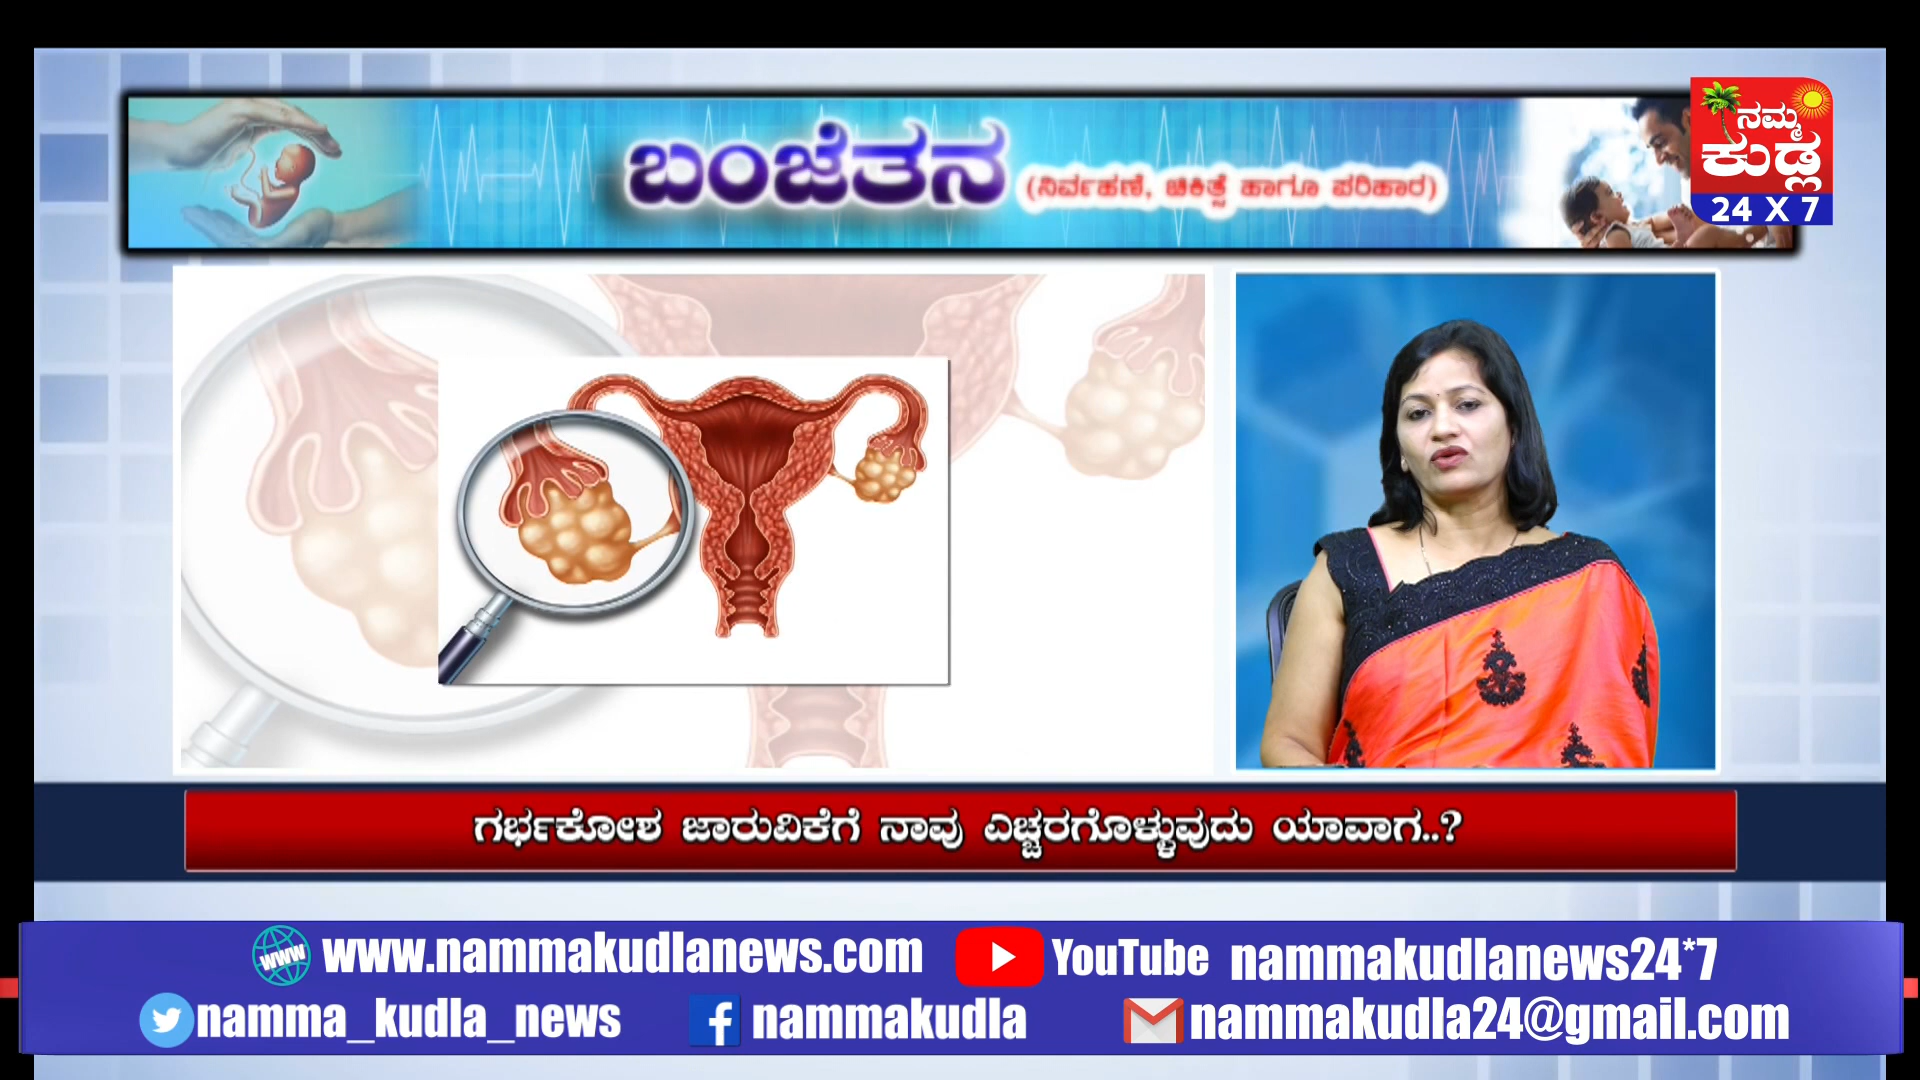 ಬಂಜೆತನ (ನಿರ್ವಹಣೆ, ಚಿಕಿತ್ಸೆ ಹಾಗೂ ಪರಿಹಾರ)
ನಮ್ಮ
ಕುಡ್ಲ
24 X 7
ಗರ್ಭಕೋಶ ಜಾರುವಿಕೆಗೆ ನಾವು ಎಚ್ಚರಗೊಳ್ಳುವುದು ಯಾವಾಗ..?
www www.nammakudlanews.com YouTube nammakudlanews24*7
namma_kudla_news f nammakudla nammakudla24@gmail.com